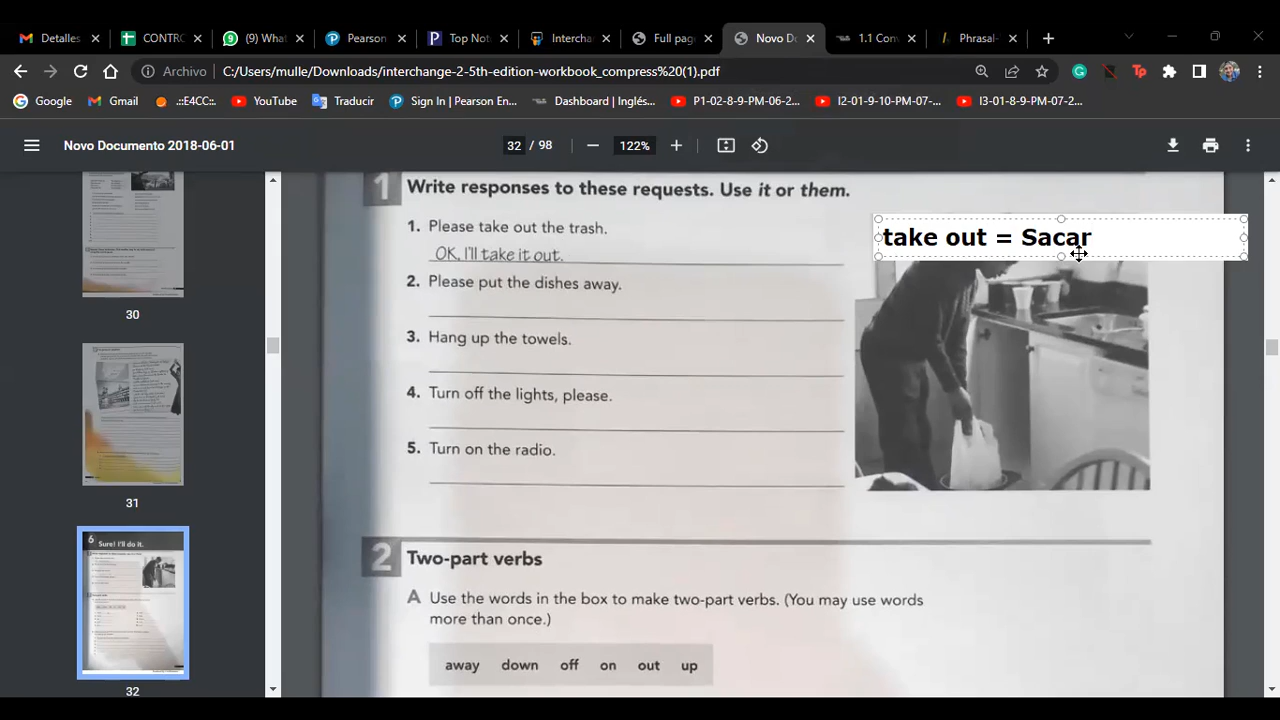 Detalles
CONTRO
(9) What
Pearson
Top Not
Intercha
Full pag
Novo Do
1.1 Con
Phrasal-
Archivo
C:/Users/mulle/Downloads/interchange-2-5th-edition-workbook_compress%20(1).pdf
Google
Gmail
.::E4CC:.
YouTube
Traducir
Sign In | Pearson En...
Dashboard | Inglés...
P1-02-8-9-PM-06-2...
I2-01-9-10-PM-07-...
I3-01-8-9-PM-07-2...
Novo Documento 2018-06-01
32 / 98
122%
30
31
6 Sure! I'll do it.
32
1 Write responses to these requests. Use it or them.
1. Please take out the trash.
OK, I'll take it out.
2. Please put the dishes away.
3. Hang up the towels.
4. Turn off the lights, please.
5. Turn on the radio.
take out = Sacar
2 Two-part verbs
A Use the words in the box to make two-part verbs. (You may use words
more than once.)
away down off on out up